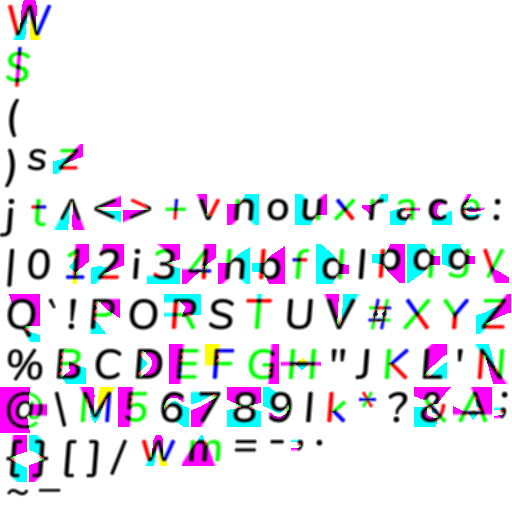 W
$
(
) s z
j t ^ < > + v n o u x r a c e :
| 0 1 2 i 3 4 h b f d l p q g y
Q ` ! P O R S T U V # X Y Z
% B C D E F G H " J K L ' N
@ \ M 5 6 7 8 9 I k * ? & A ;
{ } [ ] / w m = - , .
~ _